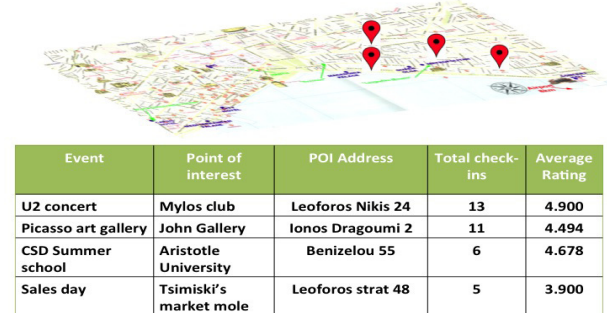 Event Point of interest POI Address Total check-ins Average Rating
U2 concert Mylos club Leoforos Nikis 24 13 4.900
Picasso art gallery John Gallery Ionos Dragoumi 2 11 4.494
CSD Summer school Aristotle University Benizelou 55 6 4.678
Sales day Tsimiski's market mole Leoforos strat 48 5 3.900